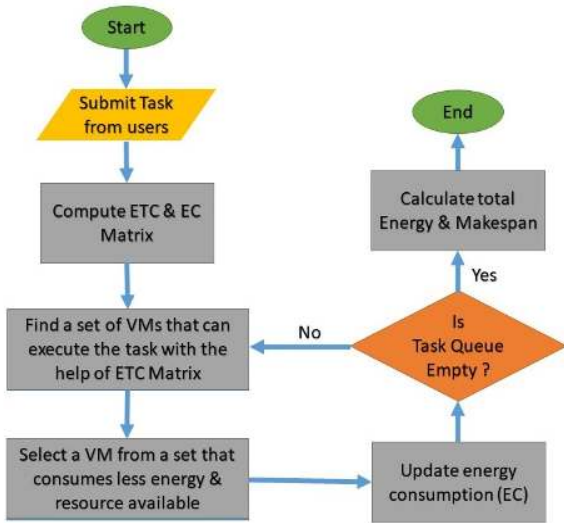 Start
Submit Task
from users
Compute ETC & EC
Matrix
Find a set of VMs that can
execute the task with the
help of ETC Matrix
Select a VM from a set that
consumes less energy &
resource available
Update energy
consumption (EC)
Is
Task Queue
Empty ?
No
Yes
Calculate total
Energy & Makespan
End